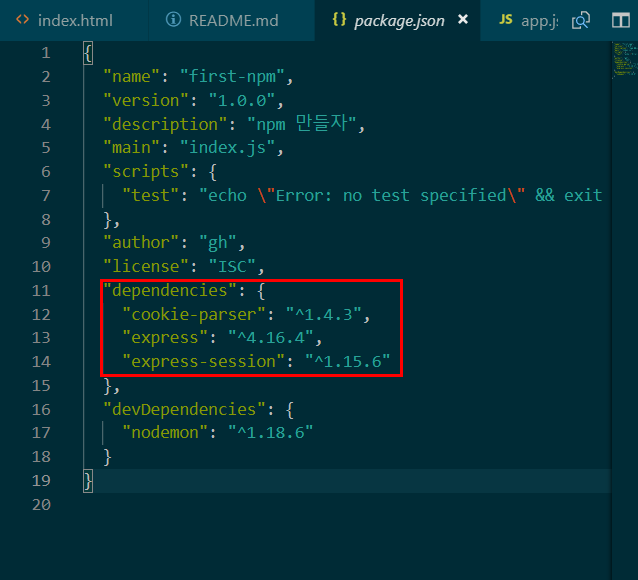 index.html README.md package.json app.js
1 {
2 "name": "first-npm",
3 "version": "1.0.0",
4 "description": "npm 만들자",
5 "main": "index.js",
6 "scripts": {
7 "test": "echo \"Error: no test specified\" && exit
8 },
9 "author": "gh",
10 "license": "ISC",
11 "dependencies": {
12 "cookie-parser": "^1.4.3",
13 "express": "^4.16.4",
14 "express-session": "^1.15.6"
15 },
16 "devDependencies": {
17 "nodemon": "^1.18.6"
18 }
19 }
20